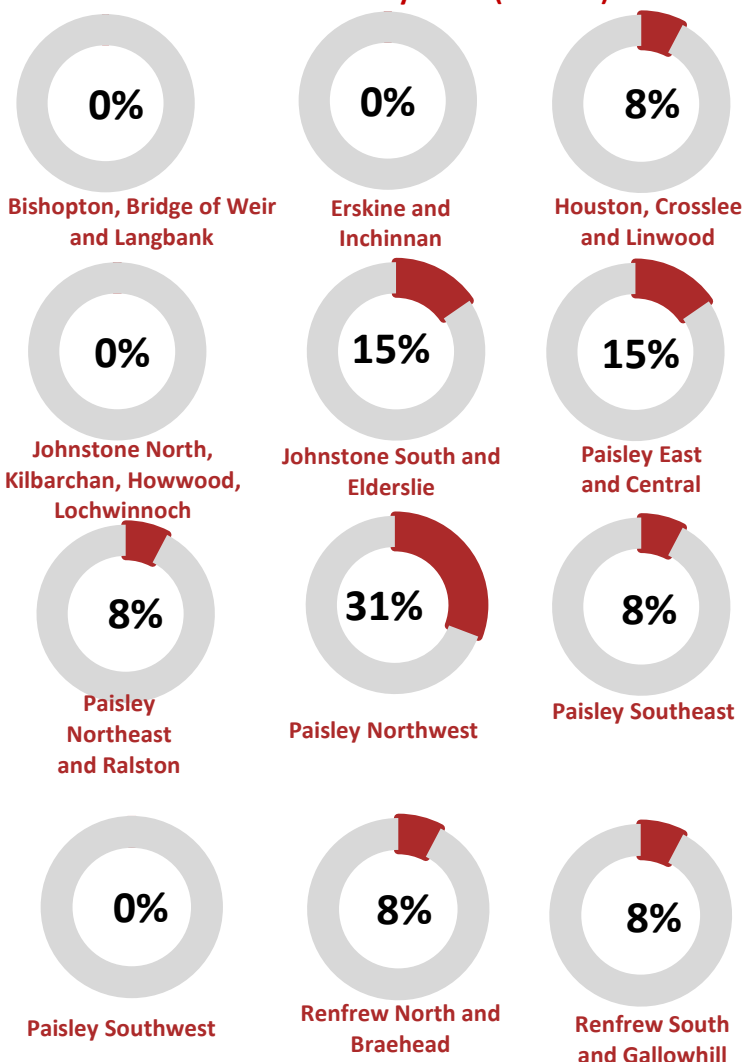 0%
0%
8%
Bishopton, Bridge of Weir
and Langbank
Erskine and
Inchinnan
Houston, Crosslee
and Linwood
0%
15%
15%
Johnstone North,
Kilbarchan, Howwood,
Lochwinnoch
Johnstone South and
Elderslie
Paisley East
and Central
8%
31%
8%
Paisley
Northeast
and Ralston
Paisley Northwest
Paisley Southeast
0%
8%
8%
Paisley Southwest
Renfrew North and
Braehead
Renfrew South
and Gallowhill